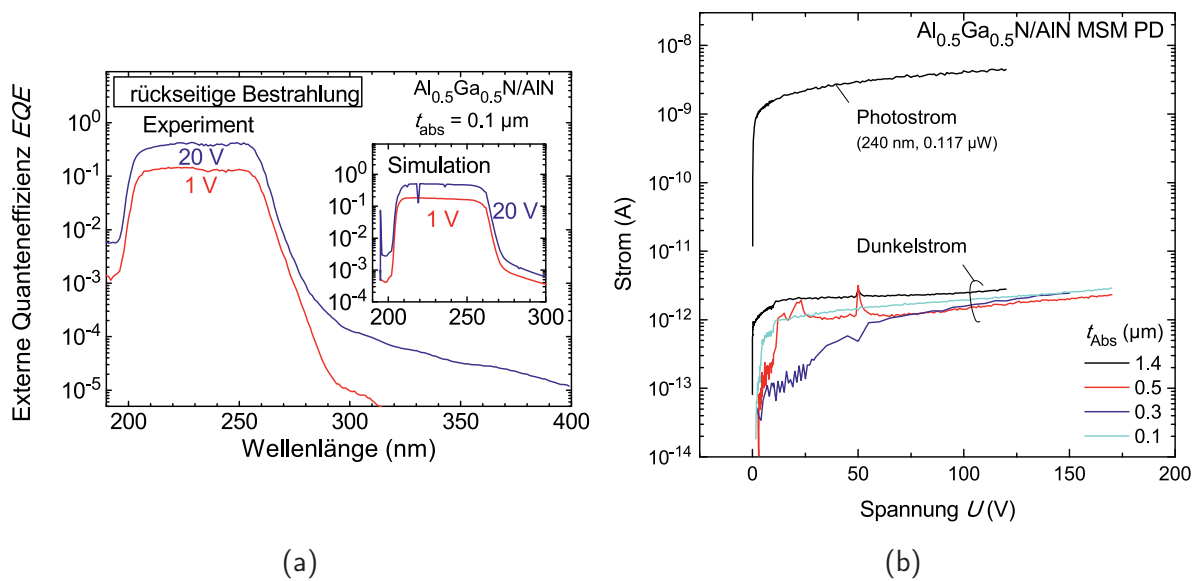 rückseitige Bestrahlung
Al0.5Ga0.5N/AlN
tabs = 0.1 µm
Experiment
20 V
1 V
Simulation
10^0
10^-1
10^-2
10^-3
10^-4
1 V
20 V
200 250 300
Externe Quanteneffizienz EQE
10^0
10^-1
10^-2
10^-3
10^-4
10^-5
200 250 300 350 400
Wellenlänge (nm)
(a)
Al0.5Ga0.5N/AlN MSM PD
Photostrom
(240 nm, 0.117 µW)
Dunkelstrom
tAbs (µm)
1.4
0.5
0.3
0.1
Strom (A)
10^-8
10^-9
10^-10
10^-11
10^-12
10^-13
10^-14
0 50 100 150 200
Spannung U (V)
(b)